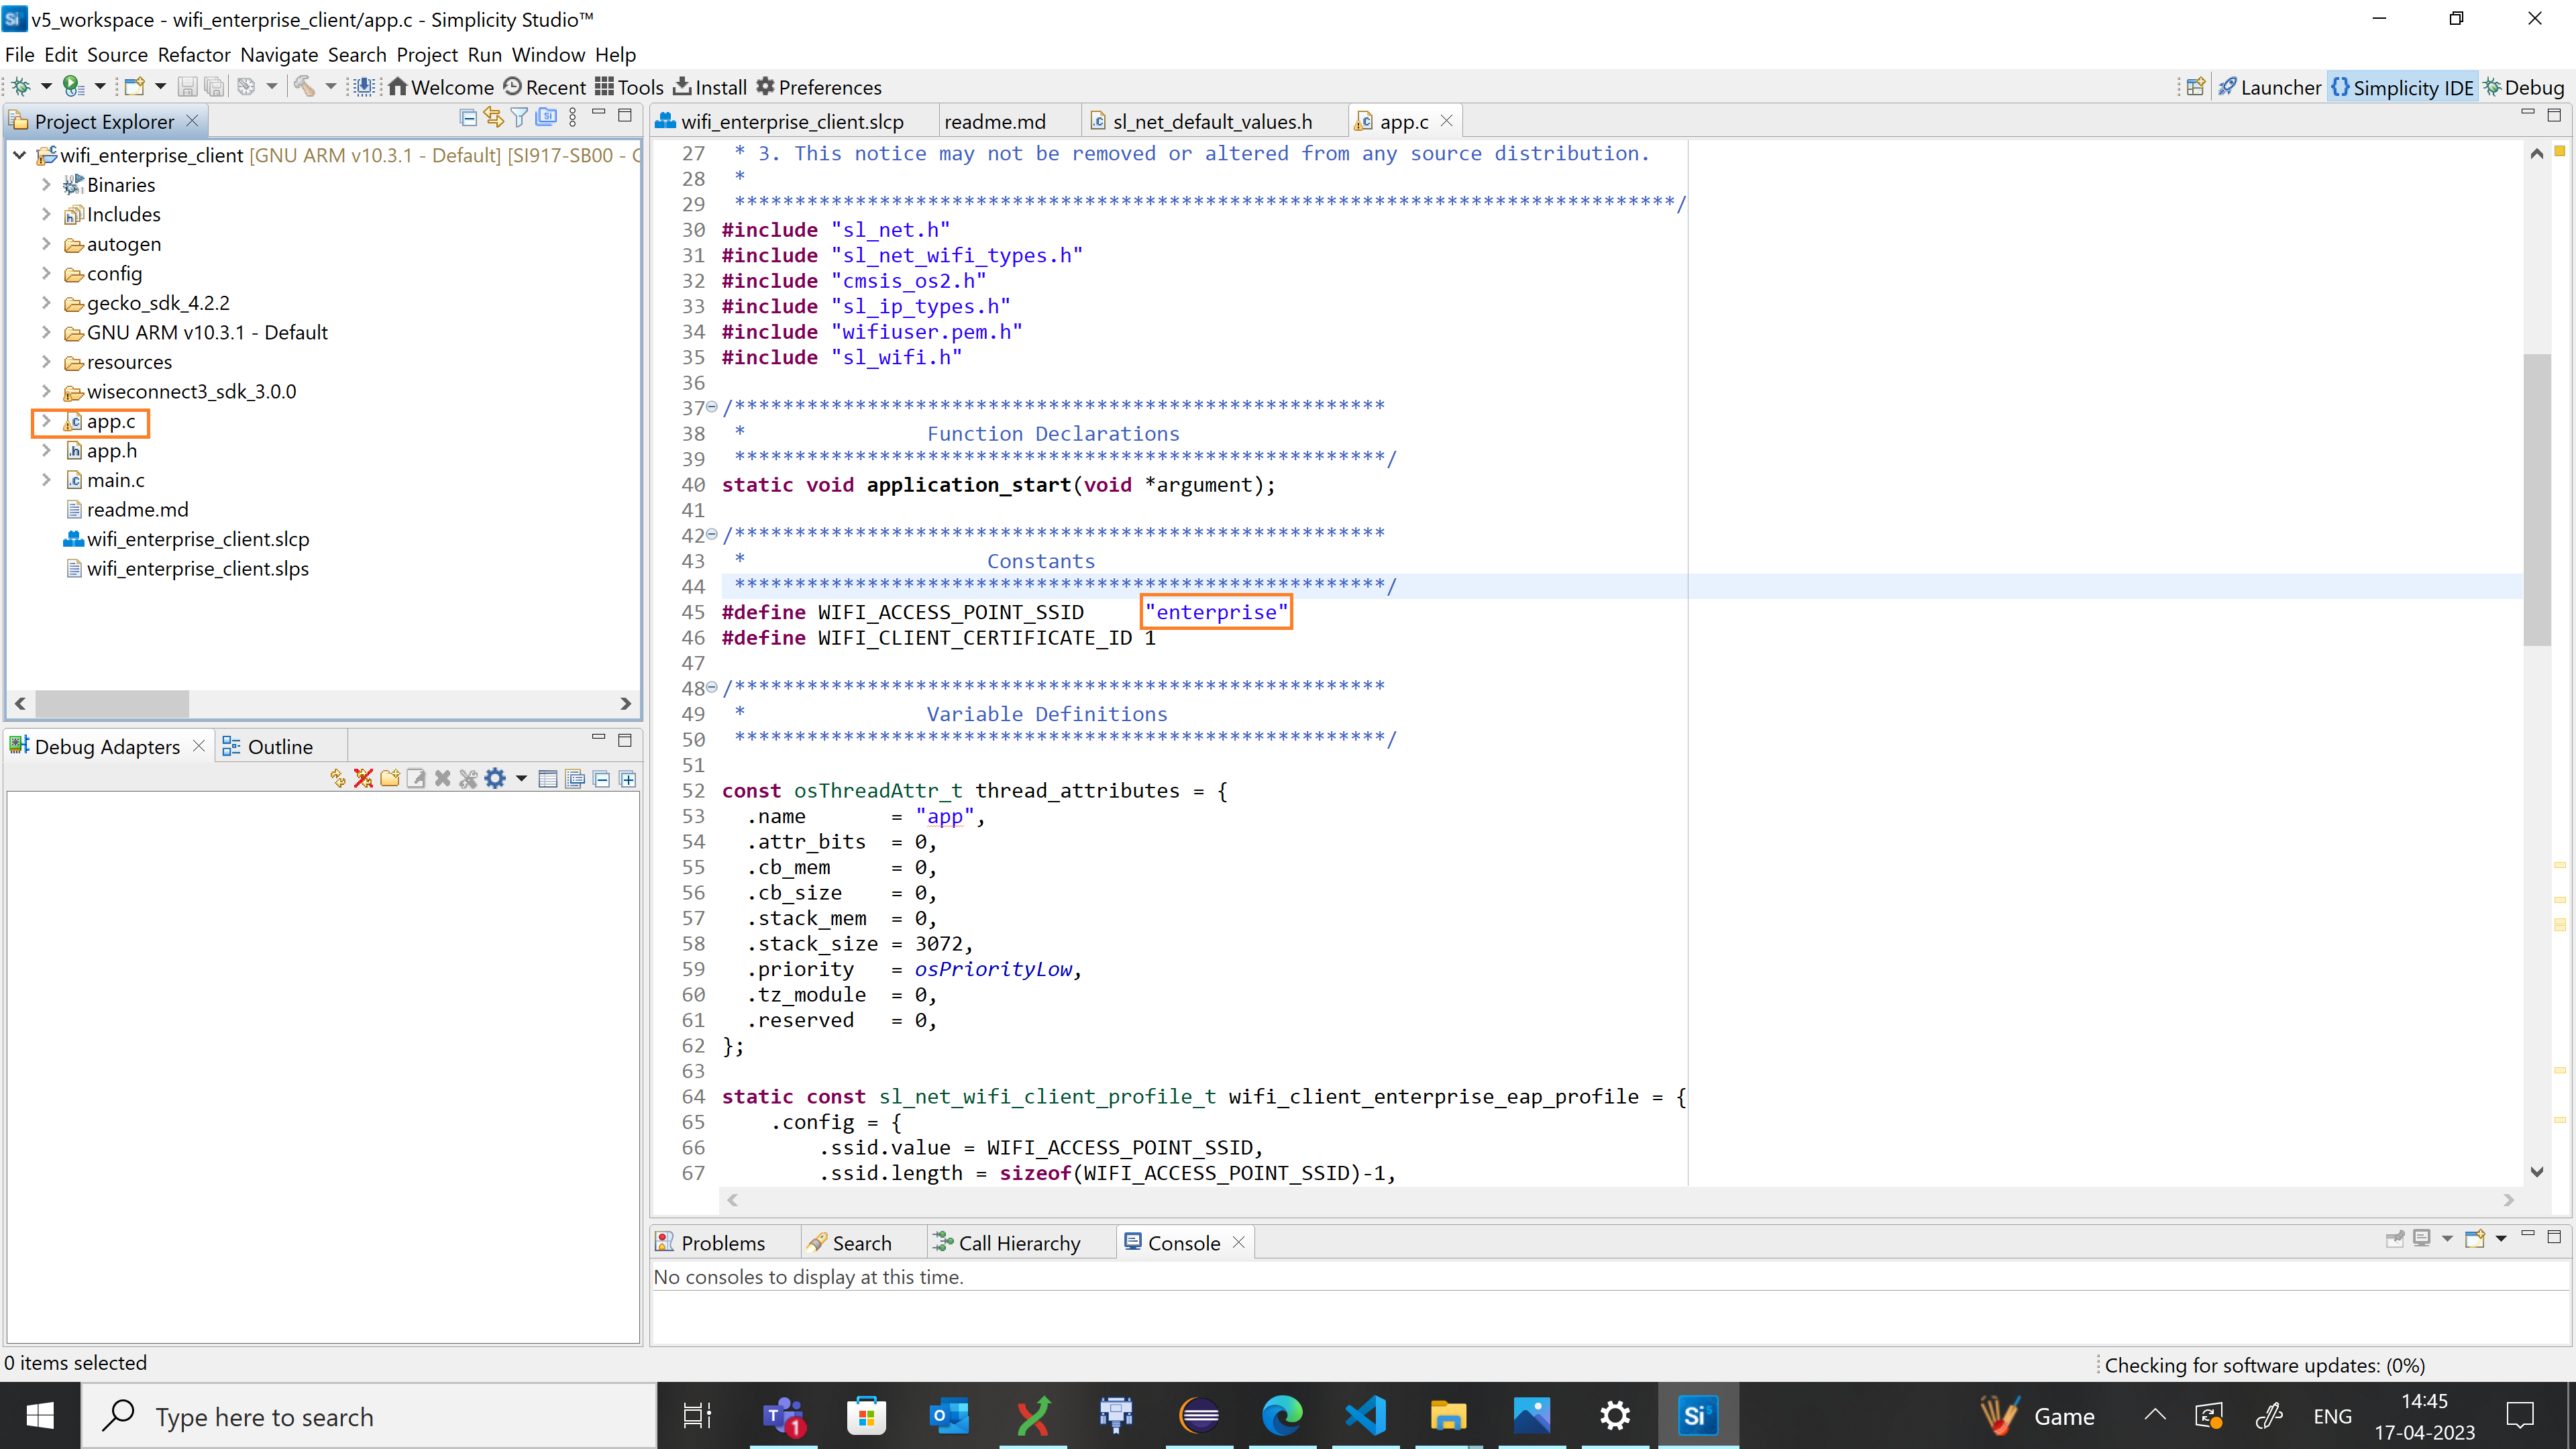 v5_workspace - wifi_enterprise_client/app.c - Simplicity Studio™
File Edit Source Refactor Navigate Search Project Run Window Help
Welcome Recent Tools Install Preferences
Launcher Simplicity IDE Debug
Project Explorer
wifi_enterprise_client [GNU ARM v10.3.1 - Default] [SI917-SB00 - C
Binaries
Includes
autogen
config
gecko_sdk_4.2.2
GNU ARM v10.3.1 - Default
resources
wiseconnect3_sdk_3.0.0
app.c
app.h
main.c
readme.md
wifi_enterprise_client.slcp
wifi_enterprise_client.slps
Debug Adapters Outline
0 items selected
wifi_enterprise_client.slcp readme.md sl_net_default_values.h app.c
27 * 3. This notice may not be removed or altered from any source distribution.
28 *
29 ******************************************************************************/
30 #include "sl_net.h"
31 #include "sl_net_wifi_types.h"
32 #include "cmsis_os2.h"
33 #include "sl_ip_types.h"
34 #include "wifiuser.pem.h"
35 #include "sl_wifi.h"
36
37 /******************************************************
38 * Function Declarations
39 ******************************************************/
40 static void application_start(void *argument);
41
42 /******************************************************
43 * Constants
44 ******************************************************/
45 #define WIFI_ACCESS_POINT_SSID "enterprise"
46 #define WIFI_CLIENT_CERTIFICATE_ID 1
47
48 /******************************************************
49 * Variable Definitions
50 ******************************************************/
51
52 const osThreadAttr_t thread_attributes = {
53 .name = "app",
54 .attr_bits = 0,
55 .cb_mem = 0,
56 .cb_size = 0,
57 .stack_mem = 0,
58 .stack_size = 3072,
59 .priority = osPriorityLow,
60 .tz_module = 0,
61 .reserved = 0,
62 };
63
64 static const sl_net_wifi_client_profile_t wifi_client_enterprise_eap_profile = {
65 .config = {
66 .ssid.value = WIFI_ACCESS_POINT_SSID,
67 .ssid.length = sizeof(WIFI_ACCESS_POINT_SSID)-1,
Problems Search Call Hierarchy Console
No consoles to display at this time.
Checking for software updates: (0%)
Type here to search
1
Game
ENG
14:45
17-04-2023